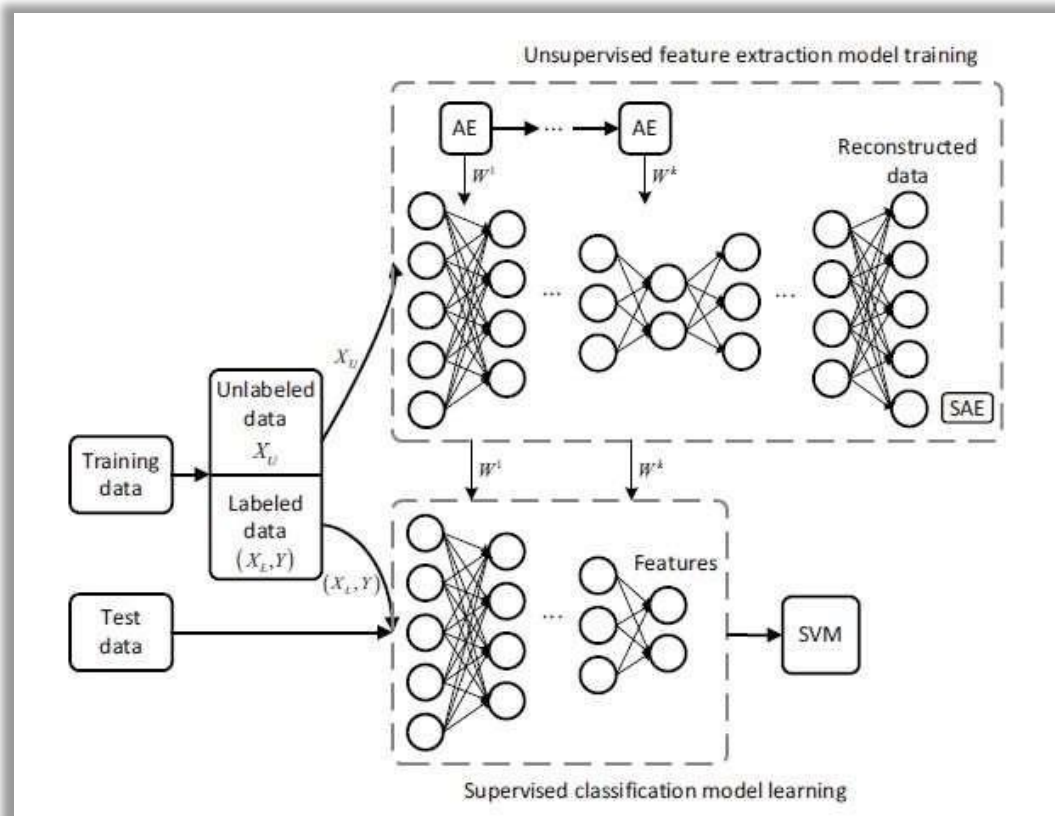 Unsupervised feature extraction model training
AE
...
AE
Reconstructed
data
W¹
Wᵏ
...
...
SAE
X_U
Unlabeled
data
X_U
Training
data
Labeled
data
(X_L, Y)
(X_L, Y)
W¹
Wᵏ
Features
...
Test
data
SVM
Supervised classification model learning